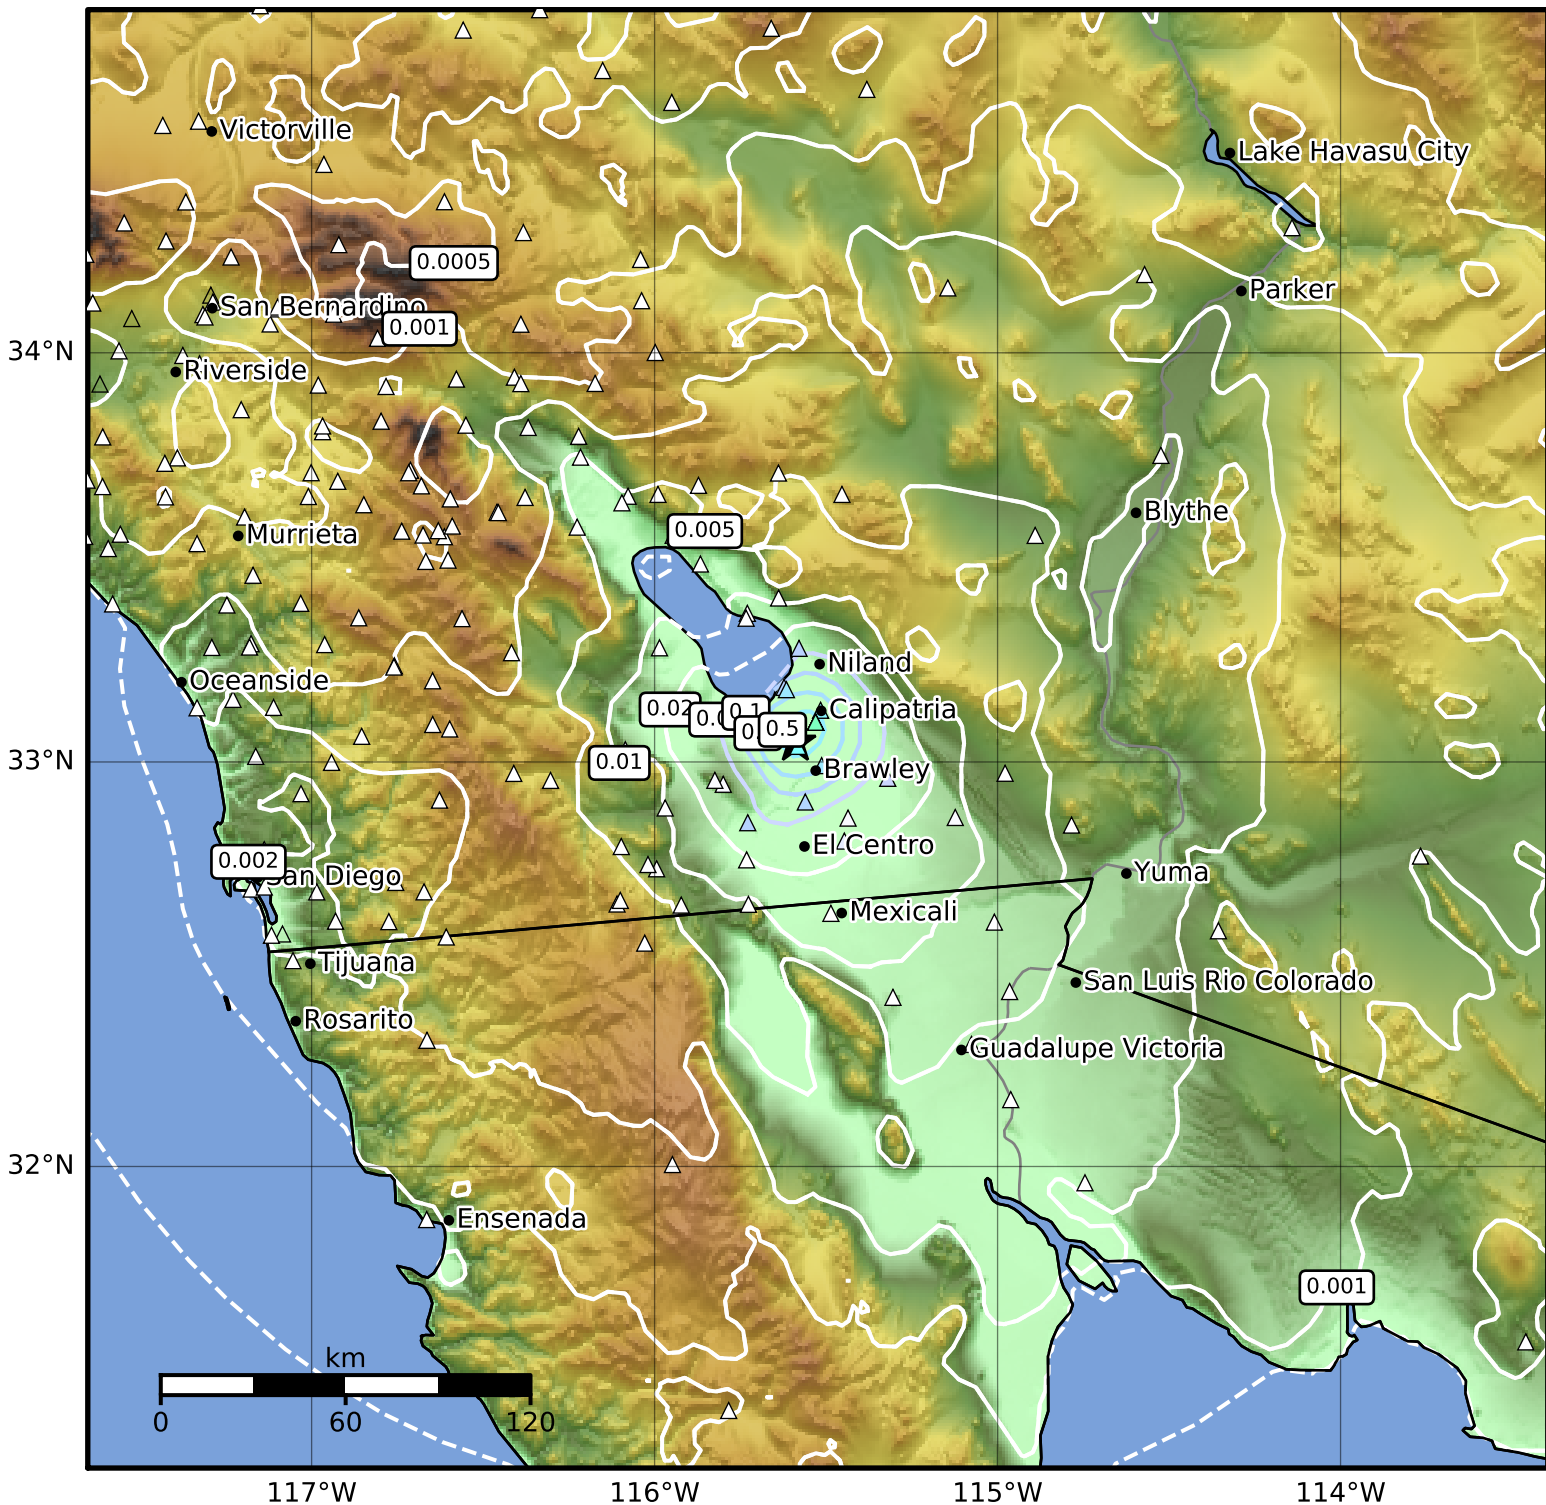 Victorville
Lake Havasu City
0.0005
Parker
San Bernardino
0.001
34°N
Riverside
Blythe
0.005
Murrieta
Niland
Oceanside
0.02
0.1
Calipatria
0.5
33°N
0.01
Brawley
El Centro
0.002
San Diego
Yuma
Mexicali
Tijuana
San Luis Rio Colorado
Rosarito
Guadalupe Victoria
32°N
Ensenada
0.001
km
0 60 120
117°W 116°W 115°W 114°W